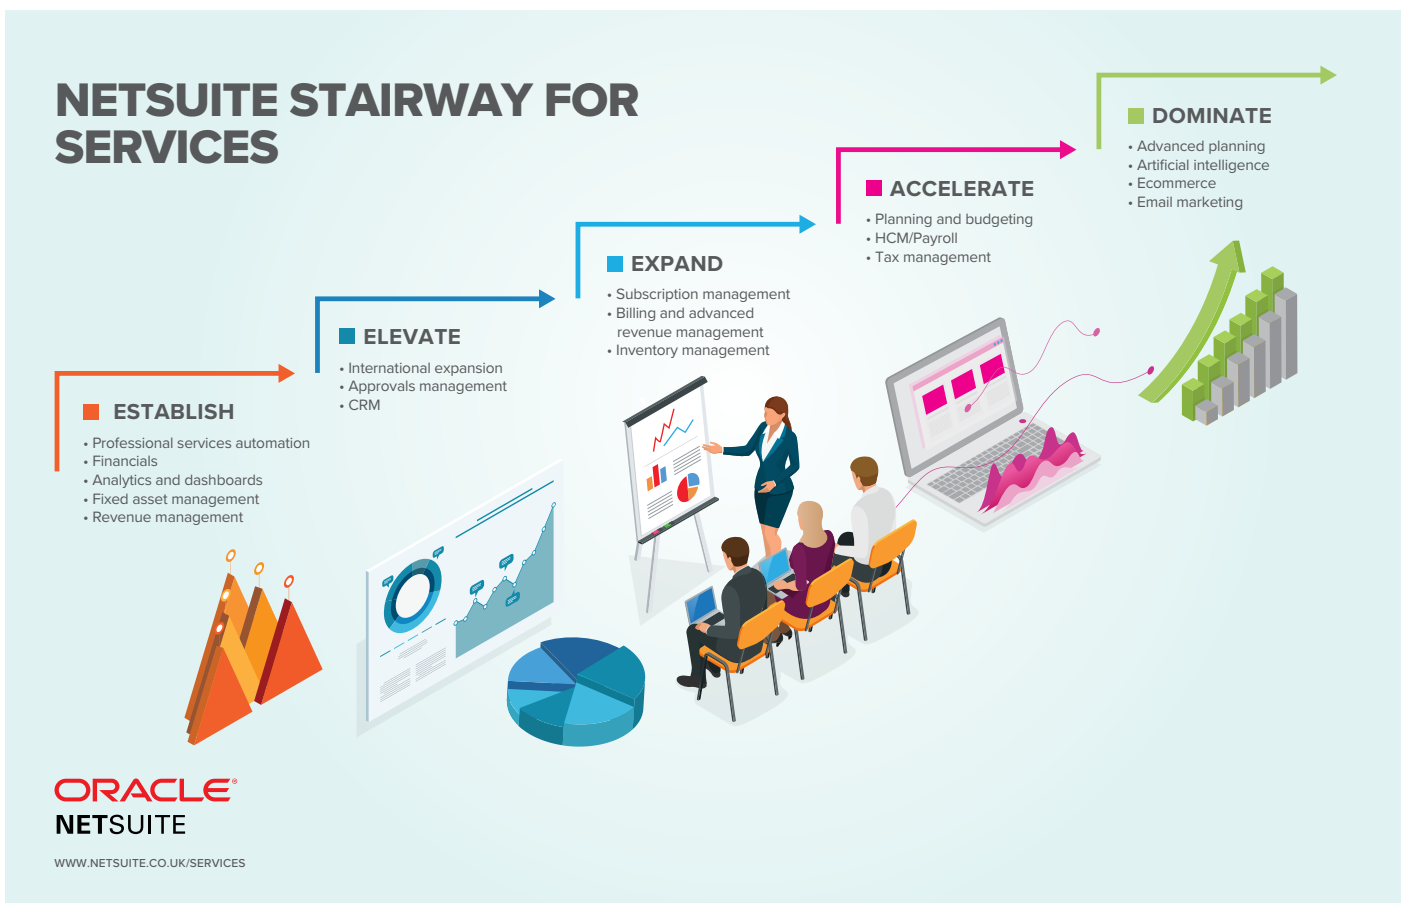 NETSUITE STAIRWAY FOR
SERVICES
ESTABLISH
• Professional services automation
• Financials
• Analytics and dashboards
• Fixed asset management
• Revenue management
ELEVATE
• International expansion
• Approvals management
• CRM
EXPAND
• Subscription management
• Billing and advanced
revenue management
• Inventory management
ACCELERATE
• Planning and budgeting
• HCM/Payroll
• Tax management
DOMINATE
• Advanced planning
• Artificial intelligence
• Ecommerce
• Email marketing
ORACLE®
NETSUITE
WWW.NETSUITE.CO.UK/SERVICES